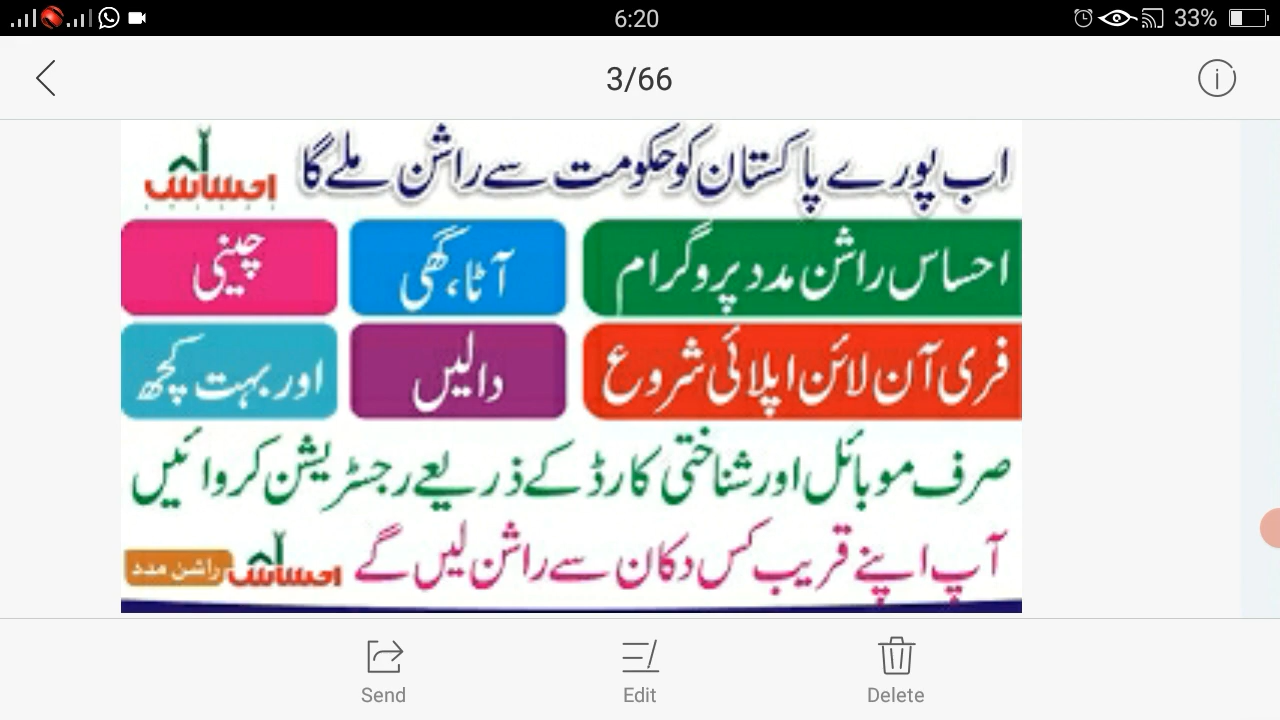 6:20
33%
3/66
اب پورے پاکستان کو حکومت سے راشن ملے گا
احساس
احساس راشن مدد پروگرام
آٹا، گھی
چینی
فری آن لائن اپلائی شروع
دالیں
اور بہت کچھ
صرف موبائل اور شناختی کارڈ کے ذریعے رجسٹریشن کروائیں
آپ اپنے قریب کس دکان سے راشن لیں گے
احساس
راشن مدد
Send
Edit
Delete